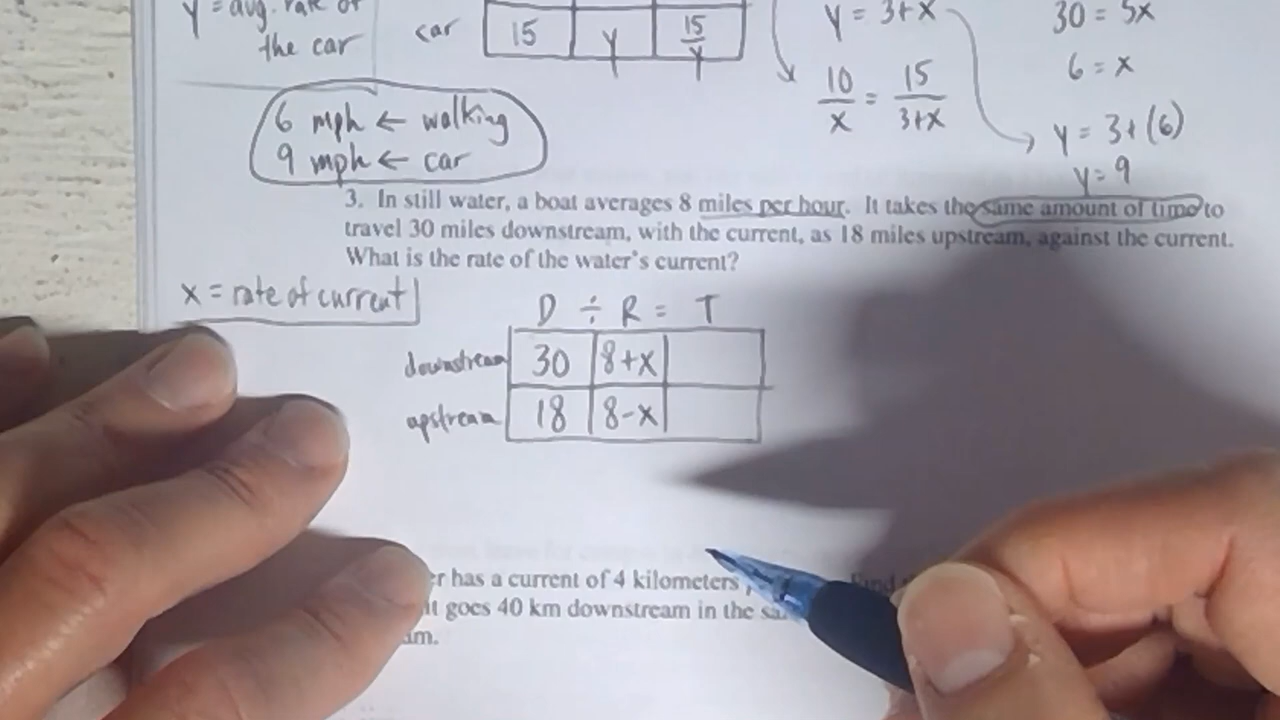 y = avg. rate of
the car
car 15 y 15/y
y = 3+x
10/x = 15/3+x
30 = 5x
6 = x
y = 3+(6)
y = 9
6 mph ← walking
9 mph ← car
3. In still water, a boat averages 8 miles per hour. It takes the same amount of time to
travel 30 miles downstream, with the current, as 18 miles upstream, against the current.
What is the rate of the water's current?
x = rate of current
D ÷ R = T
downstream 30 8+x
upstream 18 8-x
has a current of 4 kilometers
goes 40 km downstream in the